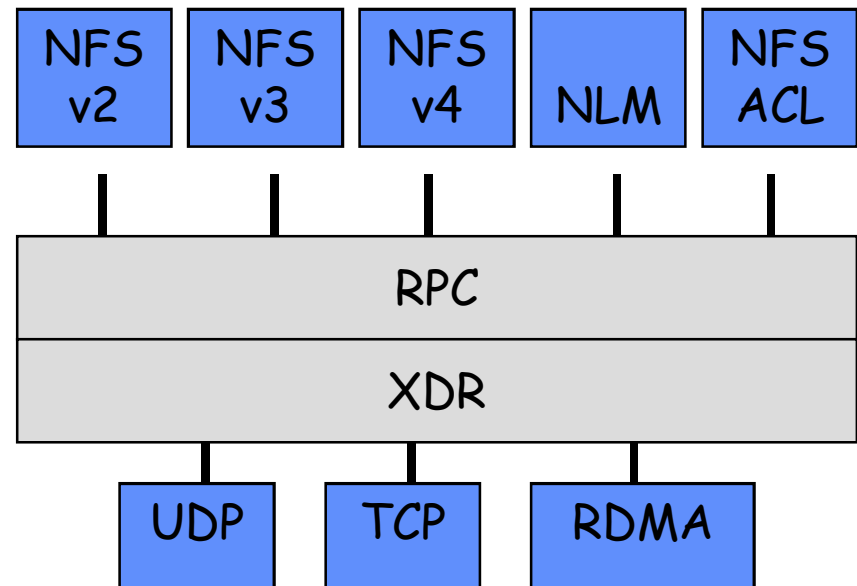 NFS
v2
NFS
v3
NFS
v4
NLM
NFS
ACL
RPC
XDR
UDP
TCP
RDMA